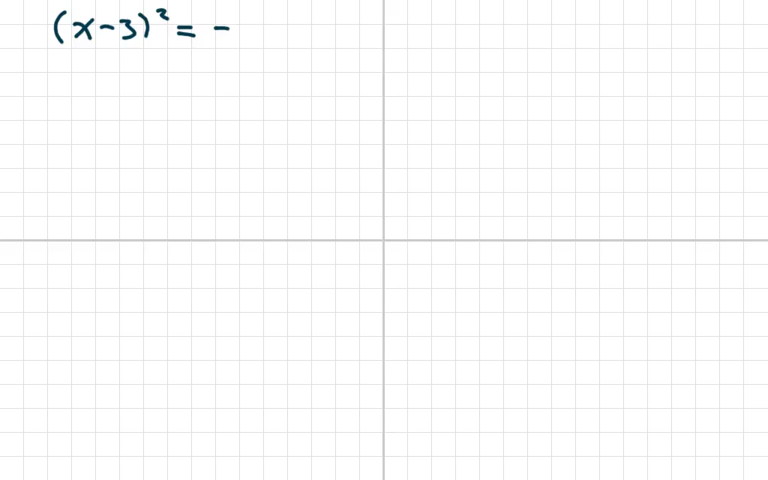 (x-3)² = -